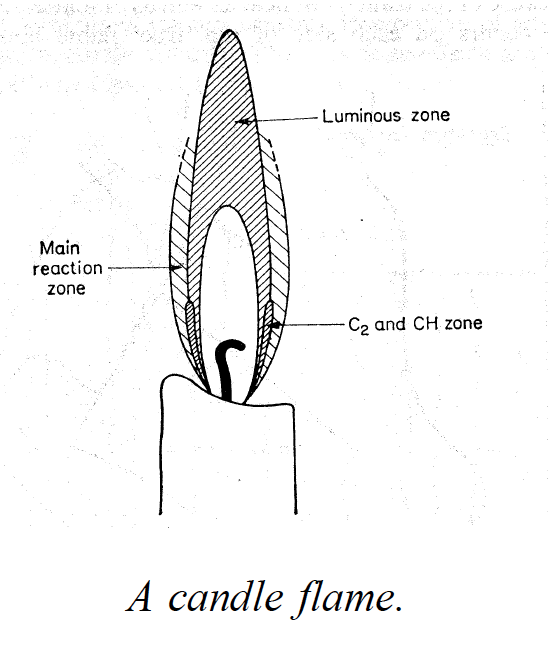 Luminous zone
Main
reaction
zone
C₂ and CH zone
A candle flame.